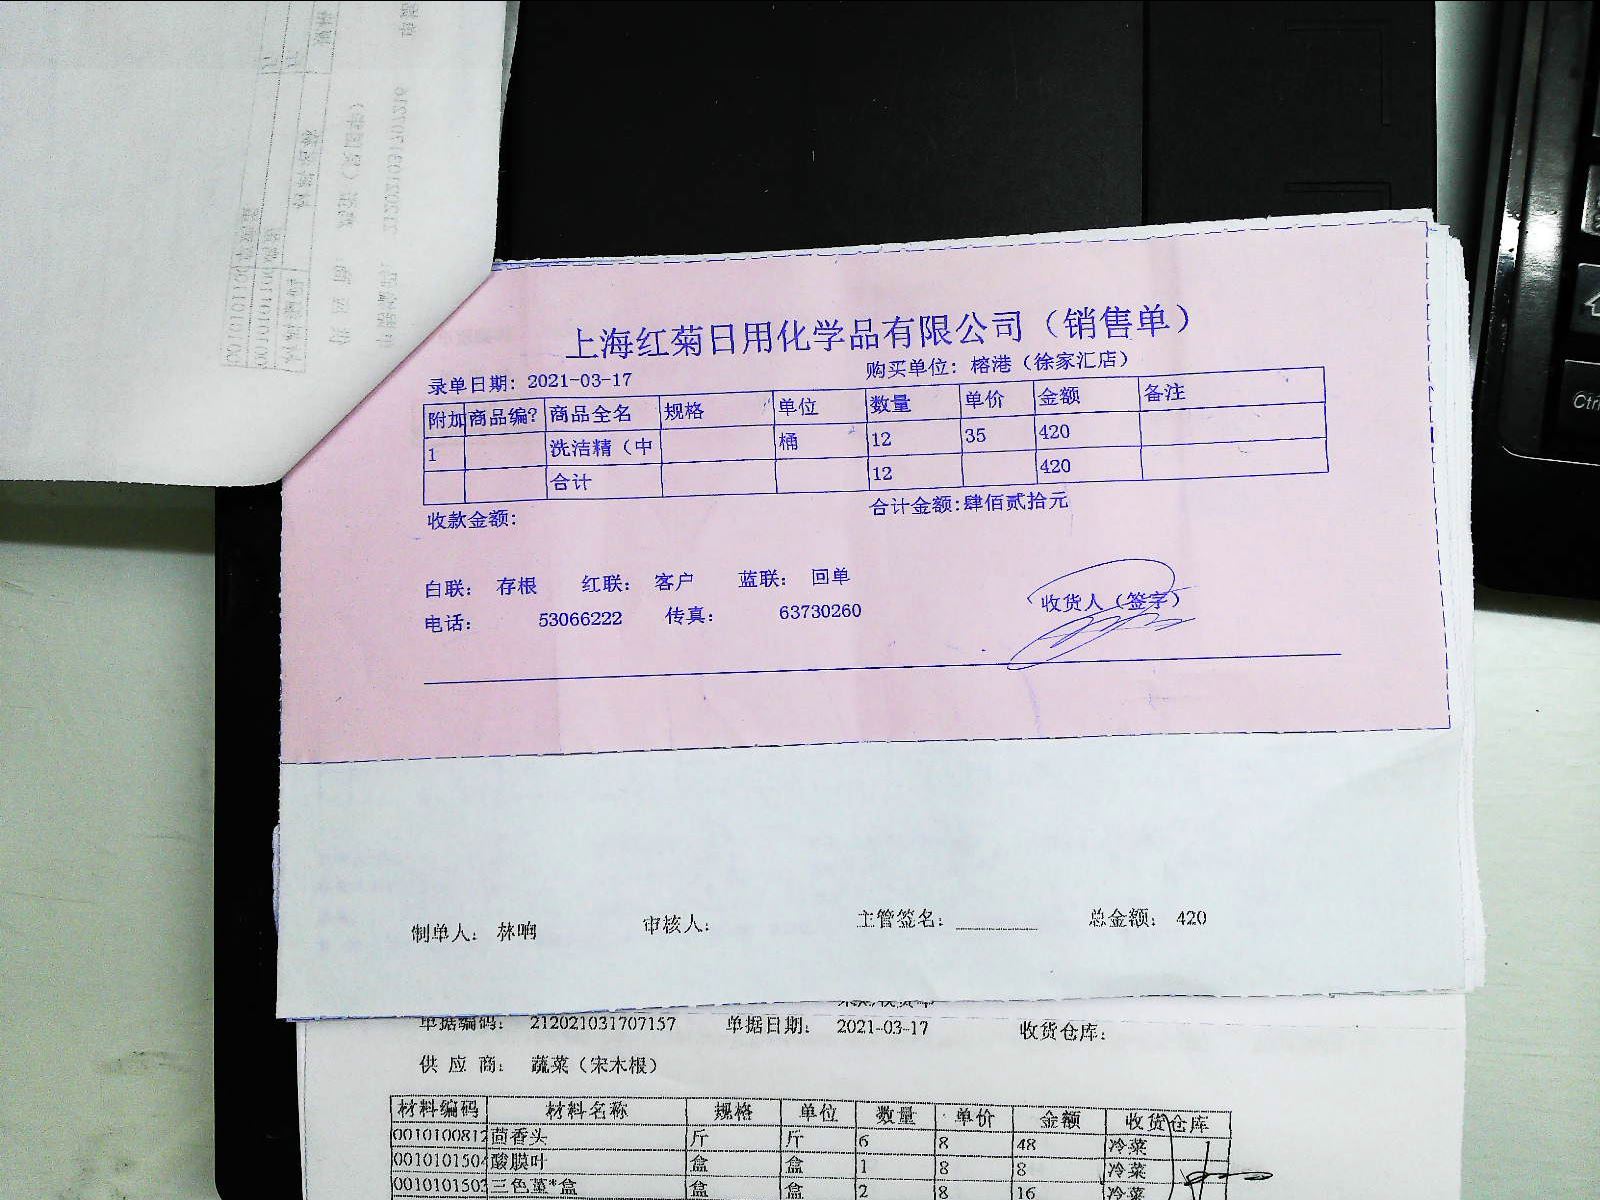 上海红菊日用化学品有限公司（销售单）
录单日期: 2021-03-17 购买单位: 榕港（徐家汇店）
附加 商品编? 商品全名 规格 单位 数量 单价 金额 备注
1 洗洁精（中 桶 12 35 420
合计 12 420
收款金额: 合计金额:肆佰贰拾元
白联: 存根 红联: 客户 蓝联: 回单
电话: 53066222 传真: 63730260 收货人（签字）
制单人: 林响 审核人: 主管签名: 总金额: 420
单据编码: 212021031707157 单据日期: 2021-03-17 收货仓库:
供 应 商: 蔬菜（宋木根）
材料编码 材料名称 规格 单位 数量 单价 金额 收货仓库
0010100812 茴香头 斤 斤 6 8 48 冷菜
0010101504 酸膜叶 盒 盒 1 8 8 冷菜
0010101503 三色堇*盒 盒 盒 2 8 16 冷菜